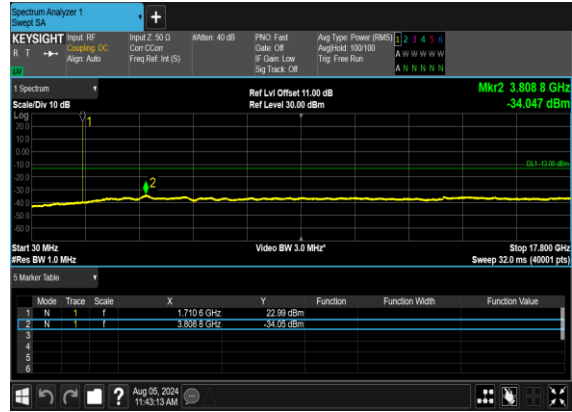 Spectrum Analyzer 1
Swept SA
+
KEYSIGHT Input: RF Input Z: 50 Ω #Atten: 40 dB PNO: Fast Avg Type: Power (RMS) 1 2 3 4 5 6
R T Coupling: DC Corr CCorr Gate: Off Avg|Hold: 100/100 A W W W W W
Align: Auto Freq Ref: Int (S) IF Gain: Low Trig: Free Run
Sig Track: Off A N N N N N
1 Spectrum Ref Lvl Offset 11.00 dB Mkr2 3.808 8 GHz
Scale/Div 10 dB Ref Level 30.00 dBm -34.047 dBm
Log
1
20.0
10.0
0.00
-10.0
DL1 -13.00 dBm
-20.0
2
-30.0
-40.0
-50.0
-60.0
Start 30 MHz Video BW 3.0 MHz* Stop 17.800 GHz
#Res BW 1.0 MHz Sweep 32.0 ms (40001 pts)
5 Marker Table
Mode Trace Scale X Y Function Function Width Function Value
1 N 1 f 1.710 6 GHz 22.99 dBm
2 N 1 f 3.808 8 GHz -34.05 dBm
3
4
5
6
? Aug 05, 2024
11:43:13 AM